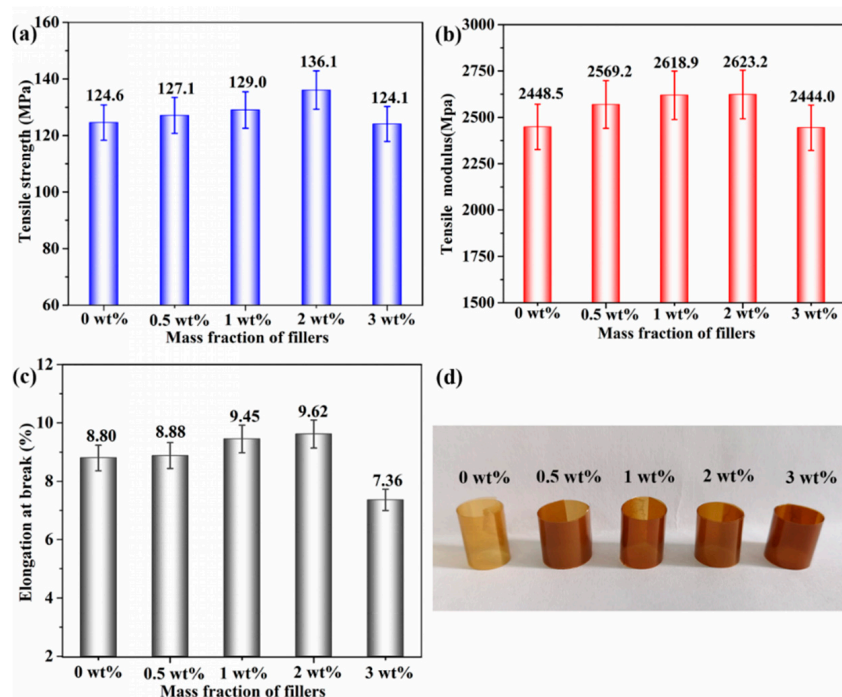 (a)
160
140
120
100
80
60
Tensile strength (MPa)
124.6
127.1
129.0
136.1
124.1
0 wt% 0.5 wt% 1 wt% 2 wt% 3 wt%
Mass fraction of fillers
(b)
3000
2750
2500
2250
2000
1750
1500
Tensile modulus(Mpa)
2448.5
2569.2
2618.9
2623.2
2444.0
0 wt% 0.5 wt% 1 wt% 2 wt% 3 wt%
Mass fraction of fillers
(c)
12
10
8
6
4
2
Elongation at break (%)
8.80
8.88
9.45
9.62
7.36
0 wt% 0.5 wt% 1 wt% 2 wt% 3 wt%
Mass fraction of fillers
(d)
0 wt% 0.5 wt% 1 wt% 2 wt% 3 wt%